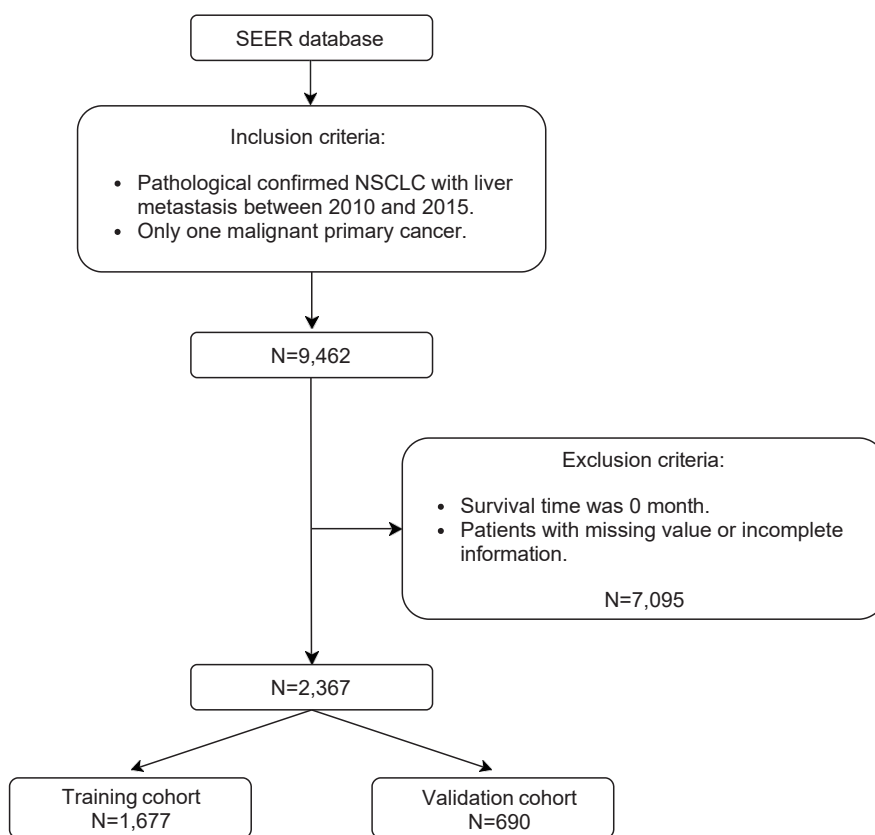 SEER database
Inclusion criteria:
• Pathological confirmed NSCLC with liver
metastasis between 2010 and 2015.
• Only one malignant primary cancer.
N=9,462
Exclusion criteria:
• Survival time was 0 month.
• Patients with missing value or incomplete
information.
N=7,095
N=2,367
Training cohort
N=1,677
Validation cohort
N=690